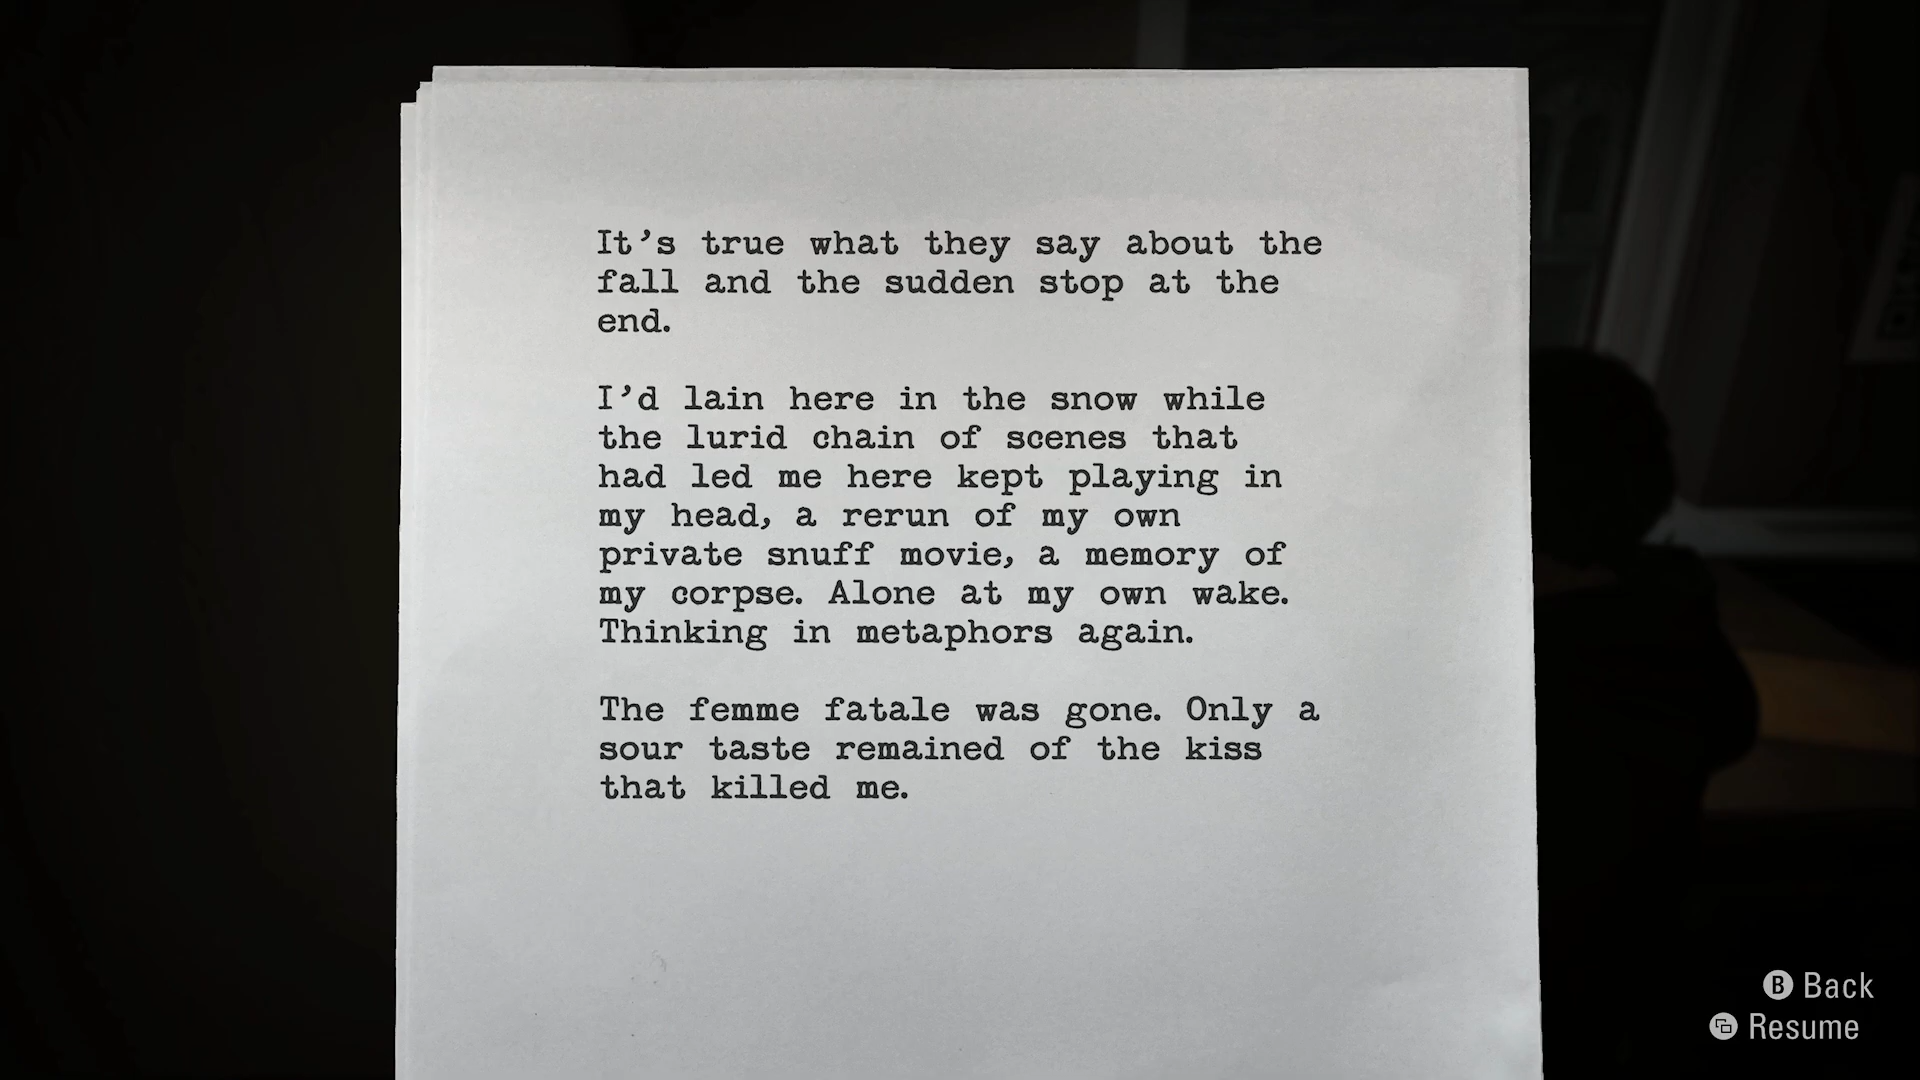 It’s true what they say about the
fall and the sudden stop at the
end.
I’d lain here in the snow while
the lurid chain of scenes that
had led me here kept playing in
my head, a rerun of my own
private snuff movie, a memory of
my corpse. Alone at my own wake.
Thinking in metaphors again.
The femme fatale was gone. Only a
sour taste remained of the kiss
that killed me.
B Back
Resume